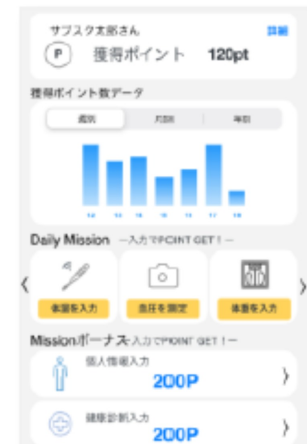 サブスク太郎さん 詳細
P 獲得ポイント 120pt
獲得ポイント数データ
週別 月別 年別
Daily Mission ー入力でPOINT GET！ー
体温を入力 血圧を測定 体重を入力
Missionボーナス 入力でPOINT GET！ー
個人情報入力
200P
健康診断入力
200P